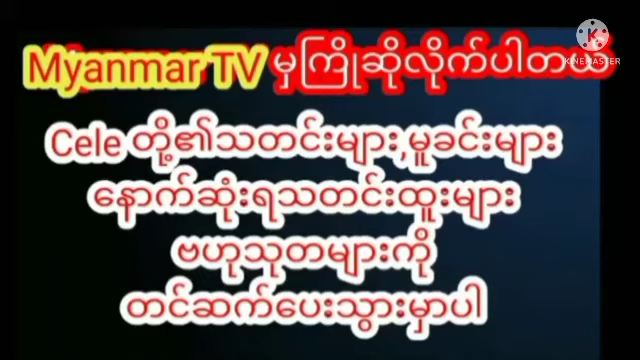 Myanmar TV မှကြိုဆိုလိုက်ပါတယ်
KINEMASTER
Cele တို့၏သတင်းများ,မူခင်းများ
နောက်ဆုံးရသတင်းထူးများ
ဗဟုသုတများကို
တင်ဆက်ပေးသွားမှာပါ